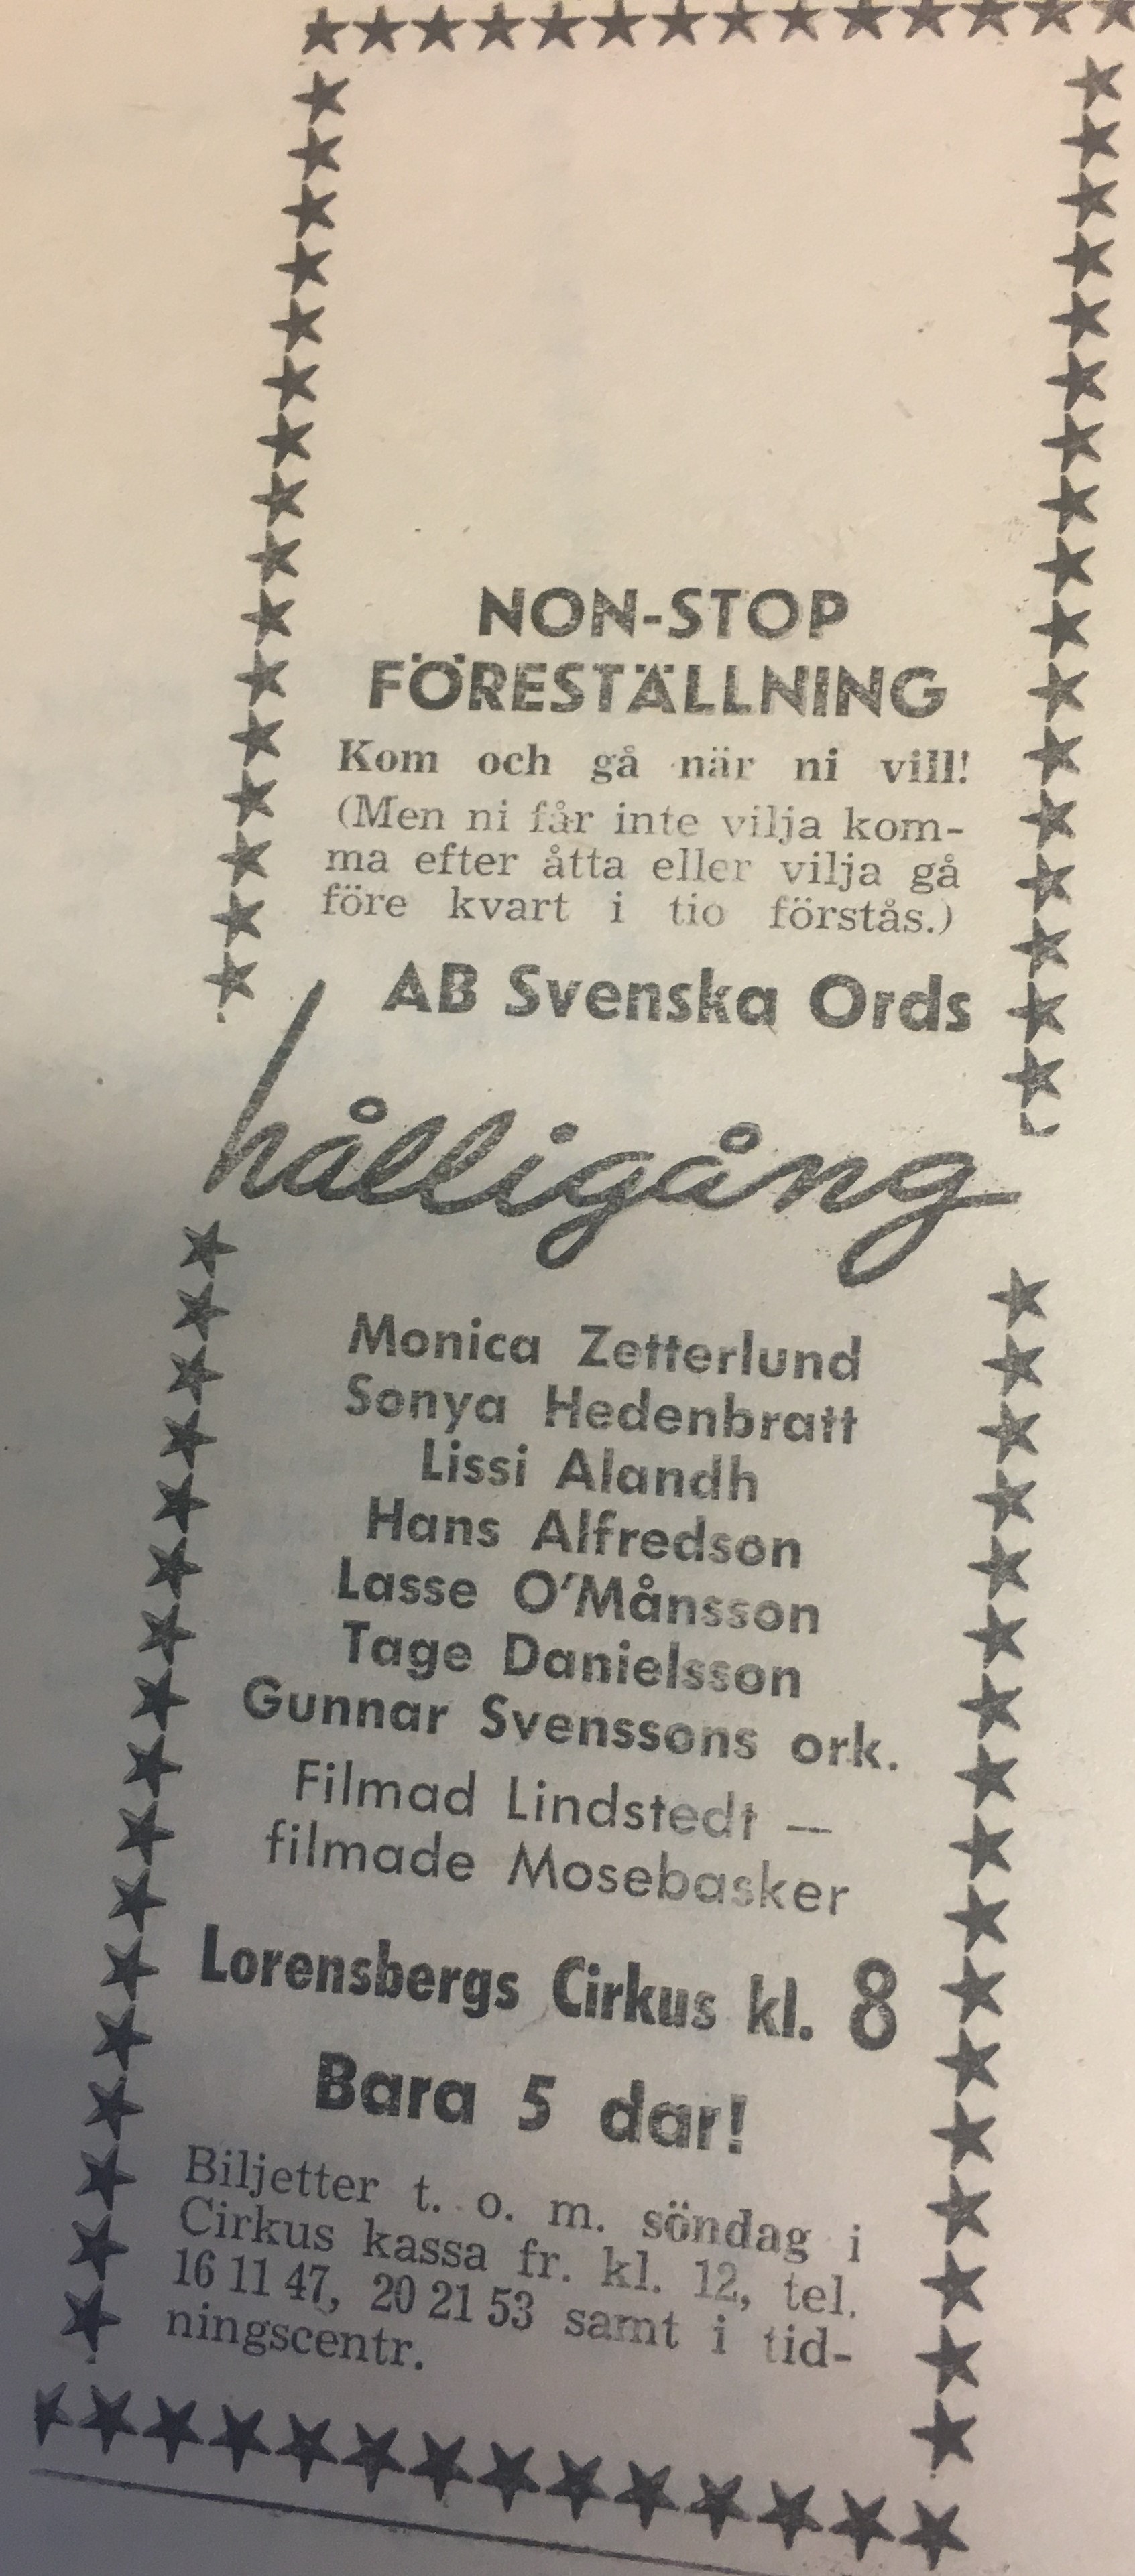 NON-STOP
FÖRESTÄLLNING
Kom och gå när ni vill!
(Men ni får inte vilja kom-
ma efter åtta eller vilja gå
före kvart i tio förstås.)
AB Svenska Ords
hålligång
Monica Zetterlund
Sonya Hedenbratt
Lissi Alandh
Hans Alfredson
Lasse O'Månsson
Tage Danielsson
Gunnar Svenssons ork.
Filmad Lindstedt —
filmade Mosebasker
Lorensbergs Cirkus kl. 8
Bara 5 dar!
Biljetter t. o. m. söndag i
Cirkus kassa fr. kl. 12, tel.
16 11 47, 20 21 53 samt i tid-
ningscentr.